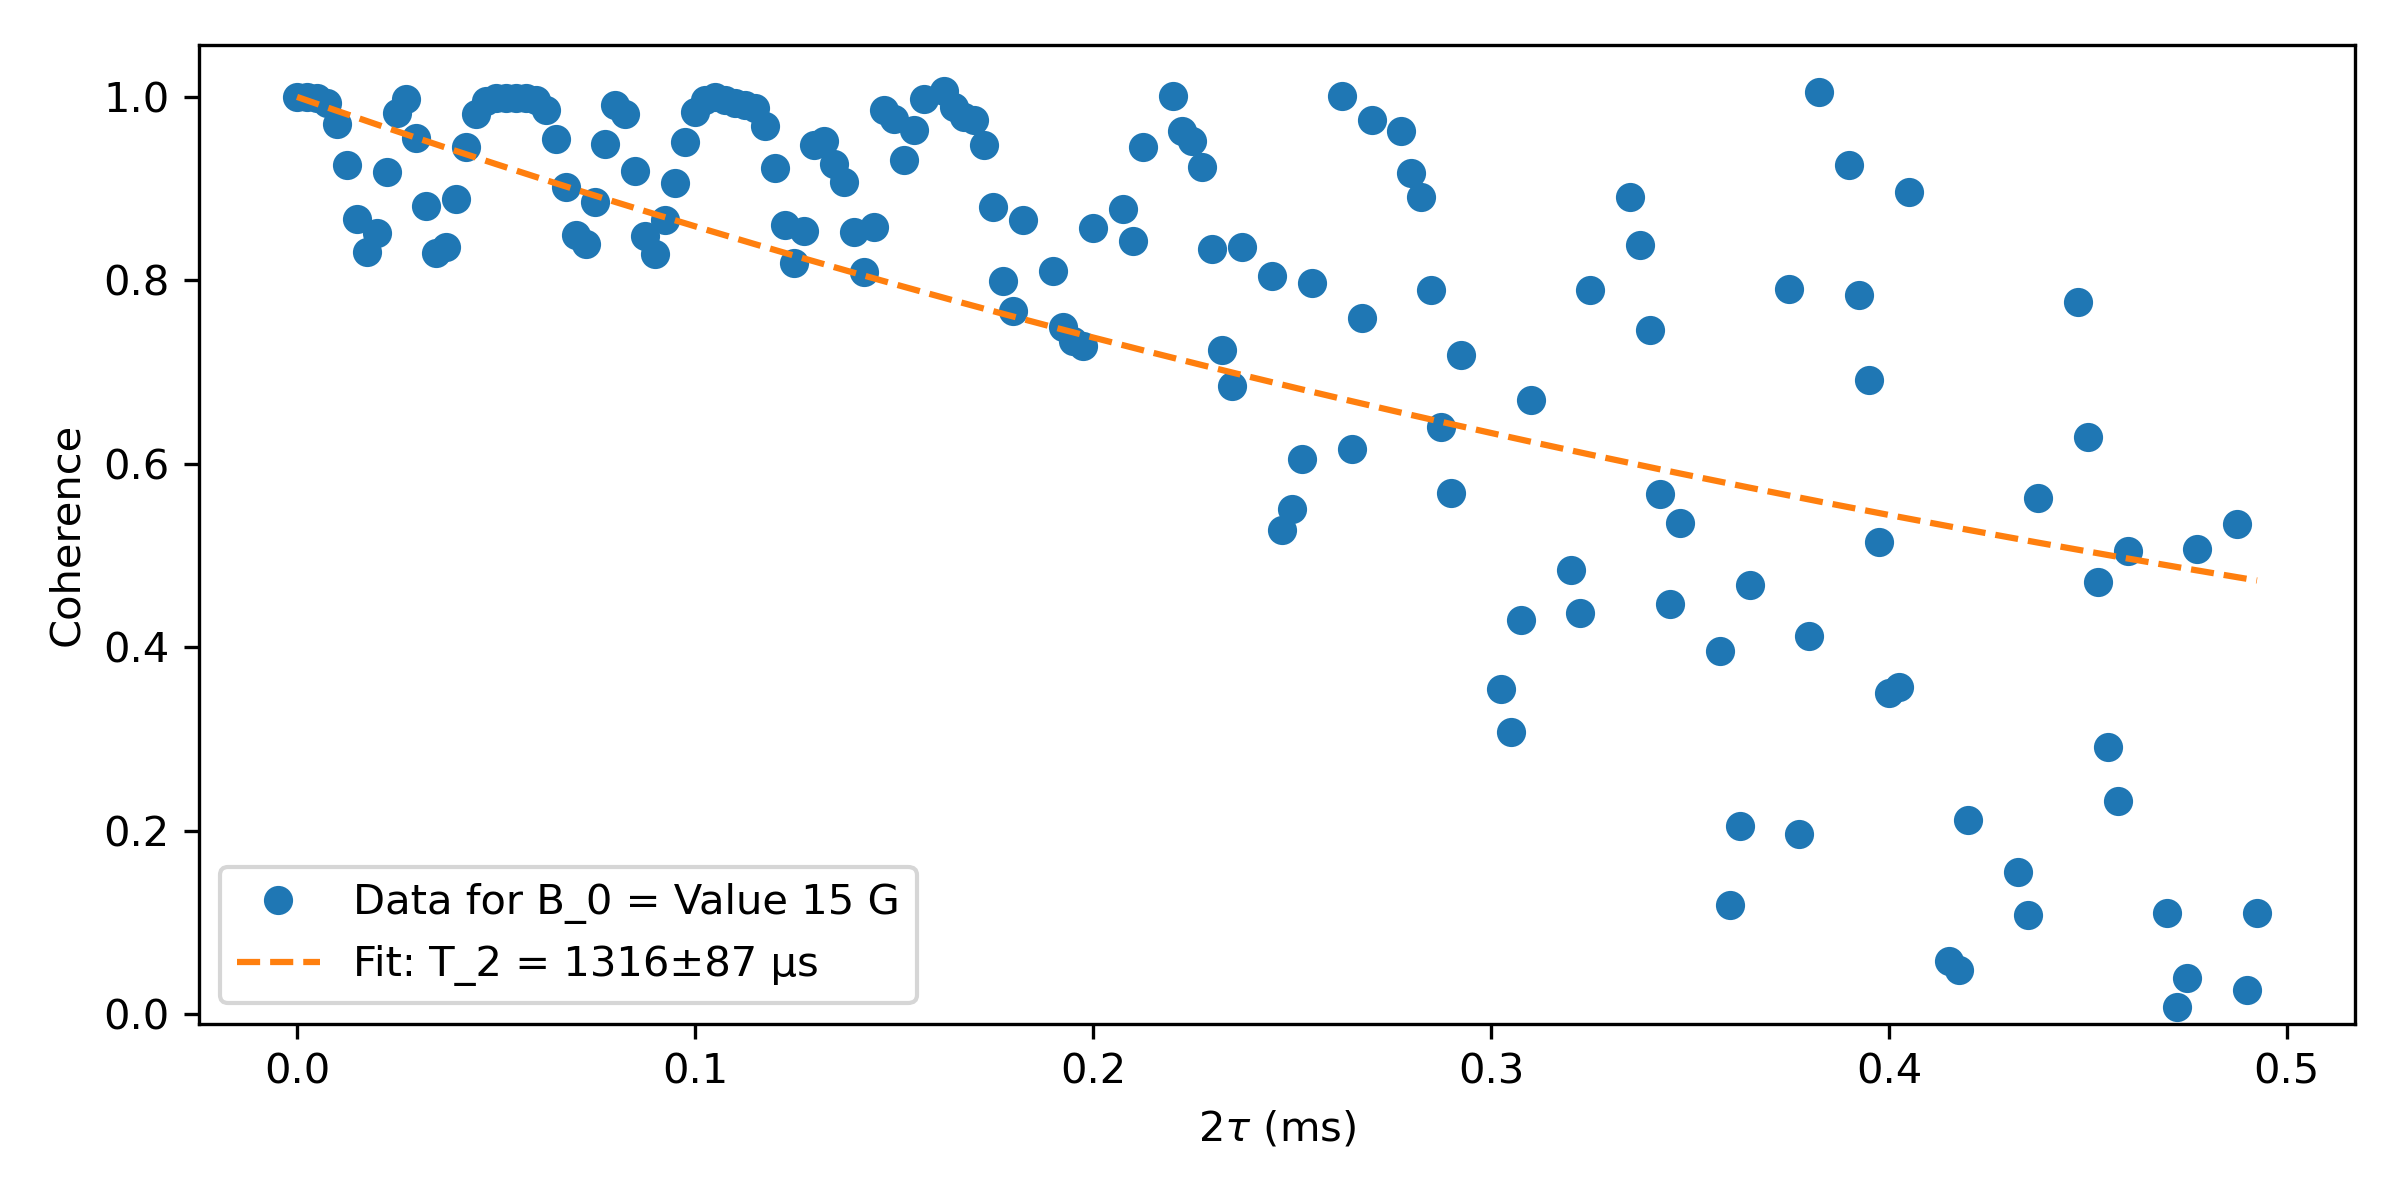 1.0
0.8
0.6
0.4
0.2
0.0
Coherence
Data for B_0 = Value 15 G
Fit: T_2 = 1316±87 μs
0.0 0.1 0.2 0.3 0.4 0.5
2τ (ms)